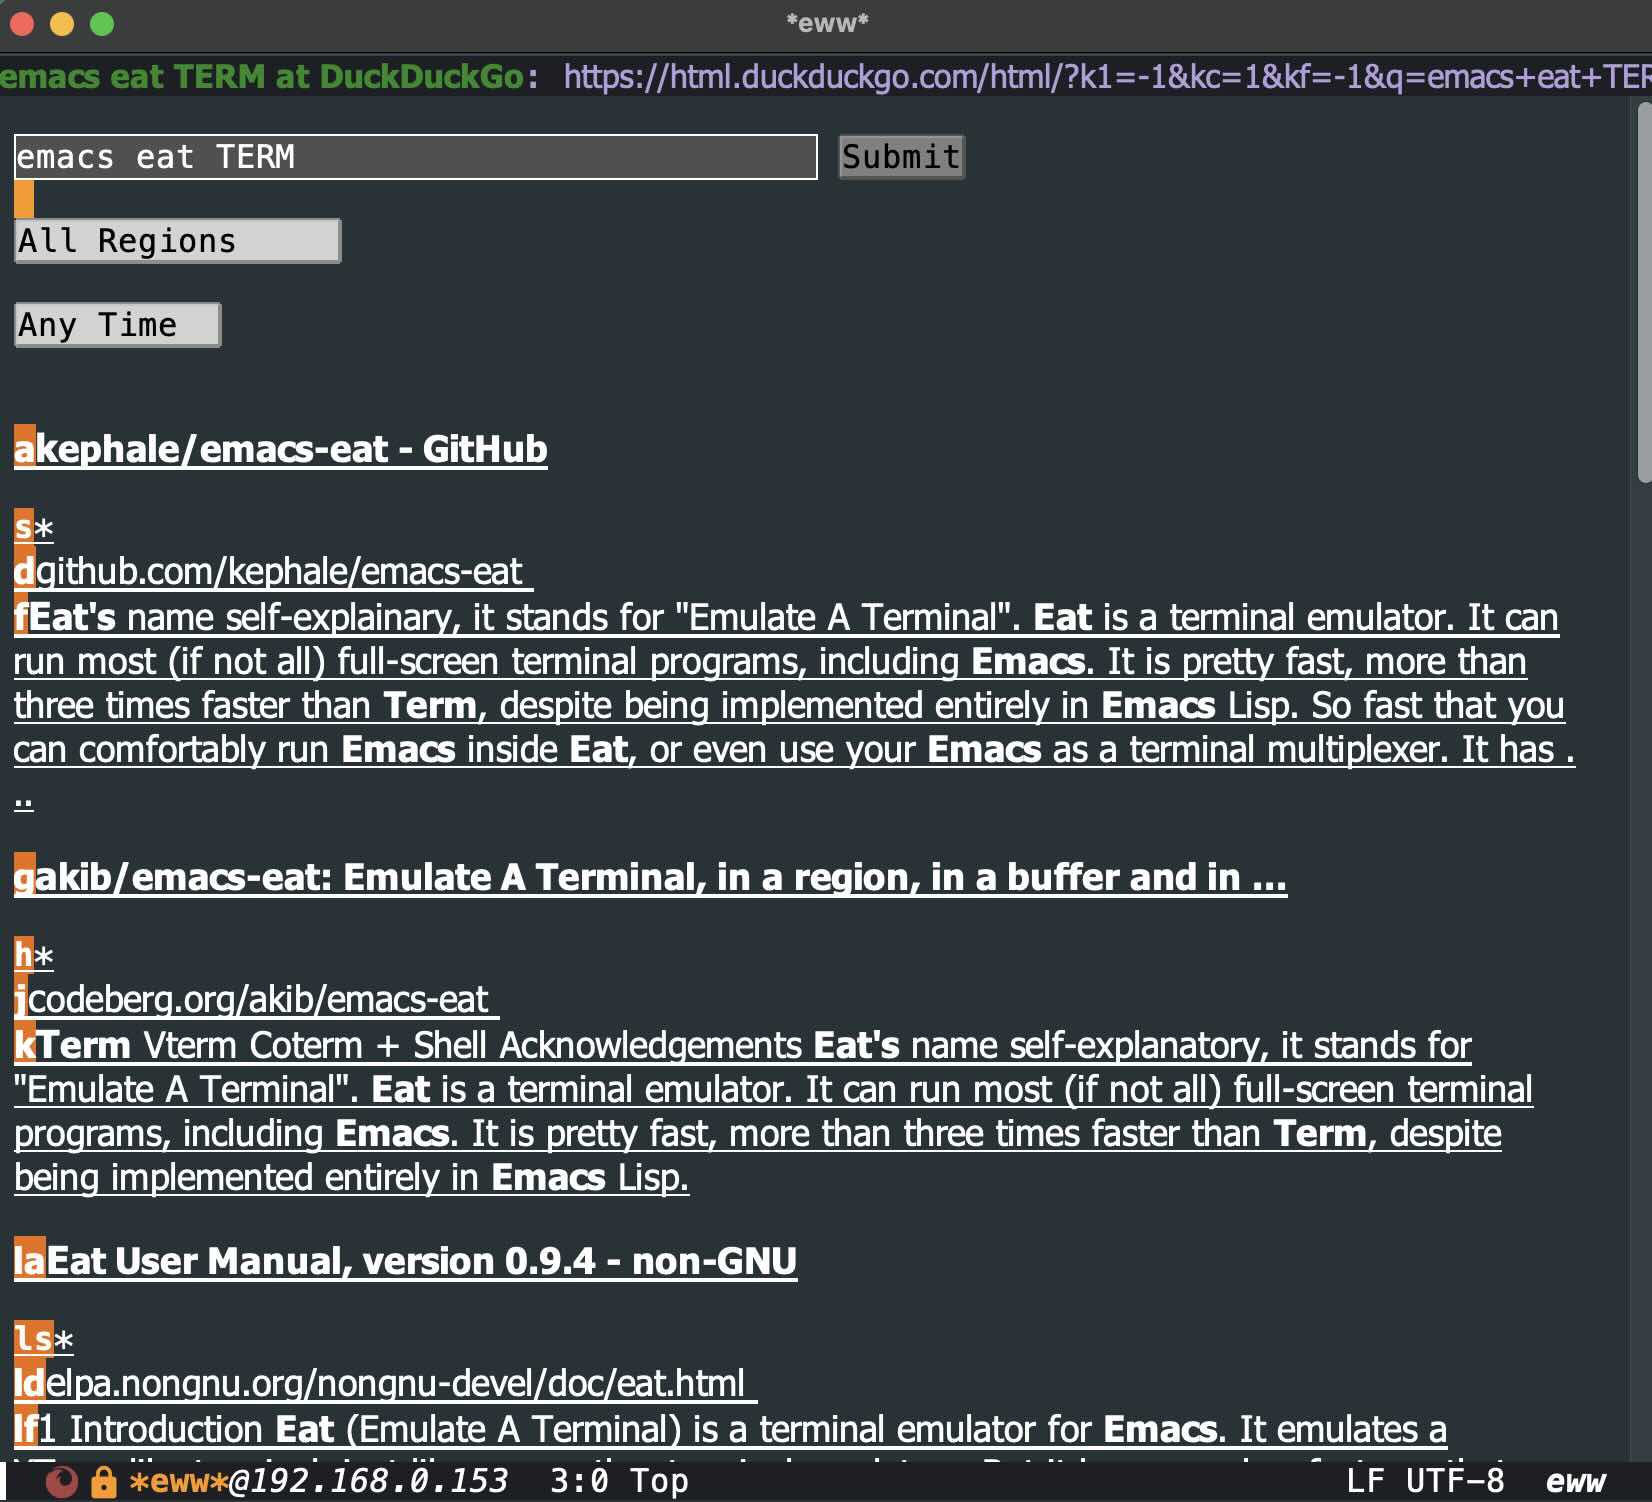 *eww*
emacs eat TERM at DuckDuckGo: https://html.duckduckgo.com/html/?k1=-1&kc=1&kf=-1&q=emacs+eat+TER
emacs eat TERM Submit
All Regions
Any Time
akephale/emacs-eat - GitHub
s*
dgithub.com/kephale/emacs-eat
fEat's name self-explainary, it stands for "Emulate A Terminal". Eat is a terminal emulator. It can
run most (if not all) full-screen terminal programs, including Emacs. It is pretty fast, more than
three times faster than Term, despite being implemented entirely in Emacs Lisp. So fast that you
can comfortably run Emacs inside Eat, or even use your Emacs as a terminal multiplexer. It has .
..
gakib/emacs-eat: Emulate A Terminal, in a region, in a buffer and in ...
h*
jcodeberg.org/akib/emacs-eat
kTerm Vterm Coterm + Shell Acknowledgements Eat's name self-explanatory, it stands for
"Emulate A Terminal". Eat is a terminal emulator. It can run most (if not all) full-screen terminal
programs, including Emacs. It is pretty fast, more than three times faster than Term, despite
being implemented entirely in Emacs Lisp.
laEat User Manual, version 0.9.4 - non-GNU
ls*
ldelpa.nongnu.org/nongnu-devel/doc/eat.html
lf1 Introduction Eat (Emulate A Terminal) is a terminal emulator for Emacs. It emulates a
*eww*@192.168.0.153 3:0 Top LF UTF-8 eww